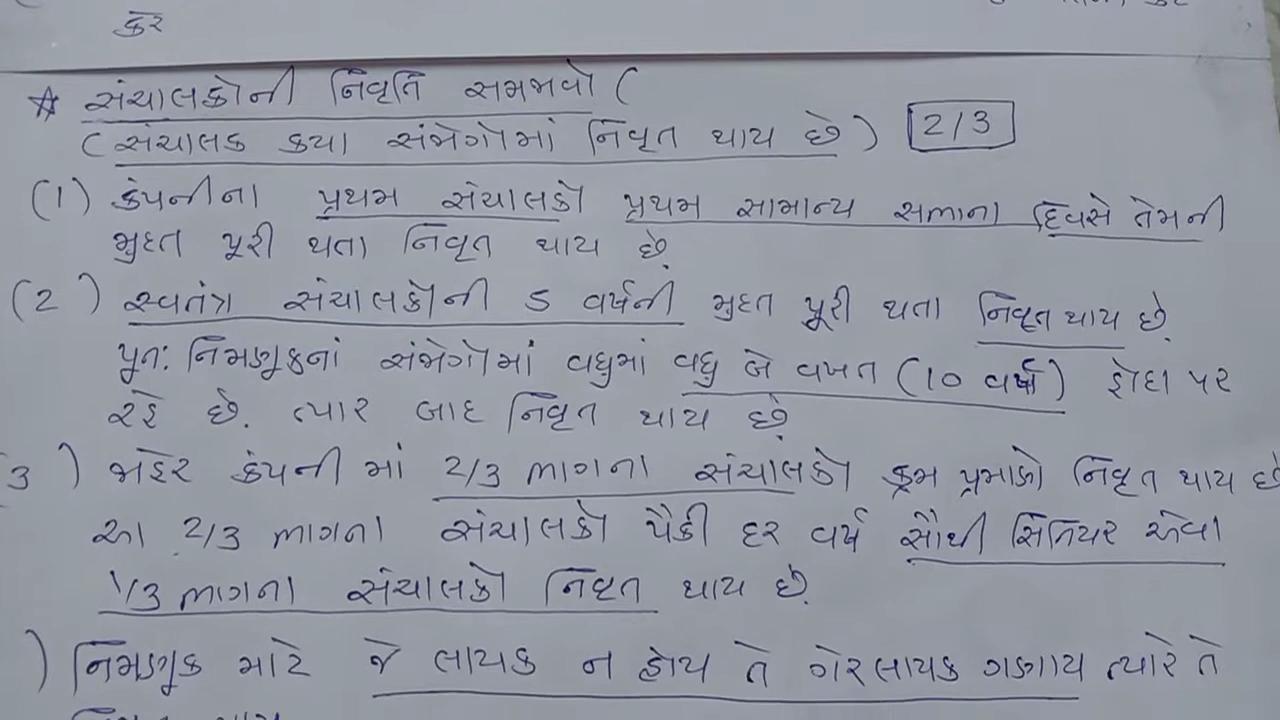 કર
☆ સંચાલકોની નિવૃતિ સમજાવો (
(સંચાલક કયા સંજોગોમાં નિવૃત થાય છે) 2/3
(1) કંપનીના પ્રથમ સંચાલકો પ્રથમ સામાન્ય સભાના દિવસે તેમની
મુદત પૂરી થતા નિવૃત થાય છે.
(2) સ્વતંત્ર સંચાલકોની 5 વર્ષની મુદત પૂરી થતા નિવૃત થાય છે.
પૂન: નિમણૂકનાં સંજોગોમાં વધુમાં વધુ બે વખત (10 વર્ષ) હોદા પર
રહે છે. ત્યાર બાદ નિવૃત થાય છે.
3) જાહેર કંપની માં 2/3 ભાગના સંચાલકો ક્રમ પ્રમાણે નિવૃત થાય છે
આ 2/3 ભાગના સંચાલકો પૈકી દર વર્ષે સૌથી સિનિયર એવા
1/3 ભાગના સંચાલકો નિવૃત થાય છે.
) નિમણૂક માટે જે લાયક ન હોય તે ગેરલાયક ગણાય ત્યારે તે